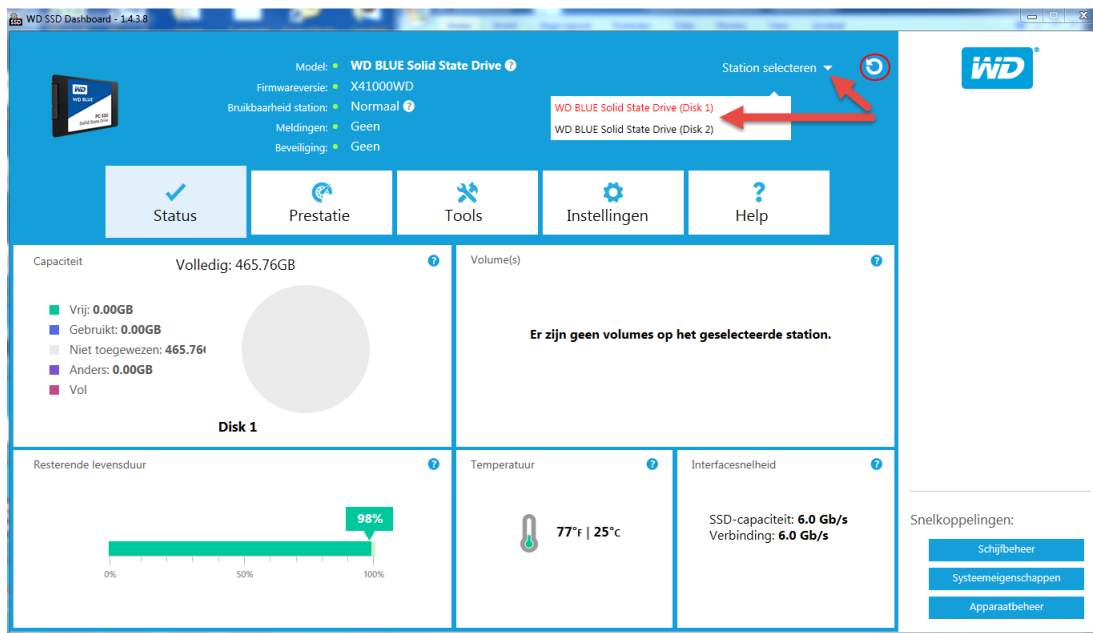 WD SSD Dashboard - 1.4.3.8
Model: WD BLUE Solid State Drive
Firmwareversie: X41000WD
Bruikbaarheid station: Normaal
Meldingen: Geen
Beveiliging: Geen
Station selecteren
WD BLUE Solid State Drive (Disk 1)
WD BLUE Solid State Drive (Disk 2)
WD
WD BLUE
Status
Prestatie
Tools
Instellingen
Help
Capaciteit
Volledig: 465.76GB
Vrij: 0.00GB
Gebruikt: 0.00GB
Niet toegewezen: 465.76
Anders: 0.00GB
Vol
Disk 1
Volume(s)
Er zijn geen volumes op het geselecteerde station.
Resterende levensduur
98%
0%
50%
100%
Temperatuur
77°F | 25°C
Interfacesnelheid
SSD-capaciteit: 6.0 Gb/s
Verbinding: 6.0 Gb/s
Snelkoppelingen:
Schijfbeheer
Systeemeigenschappen
Apparaatbeheer